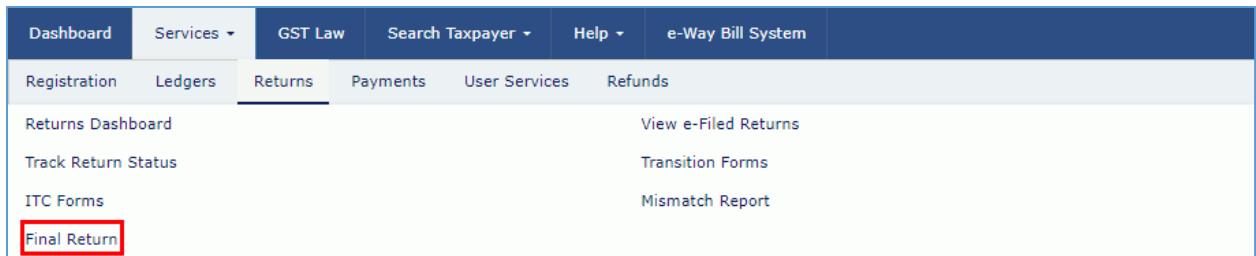 Dashboard Services GST Law Search Taxpayer Help e-Way Bill System
Registration Ledgers Returns Payments User Services Refunds
Returns Dashboard View e-Filed Returns
Track Return Status Transition Forms
ITC Forms Mismatch Report
Final Return